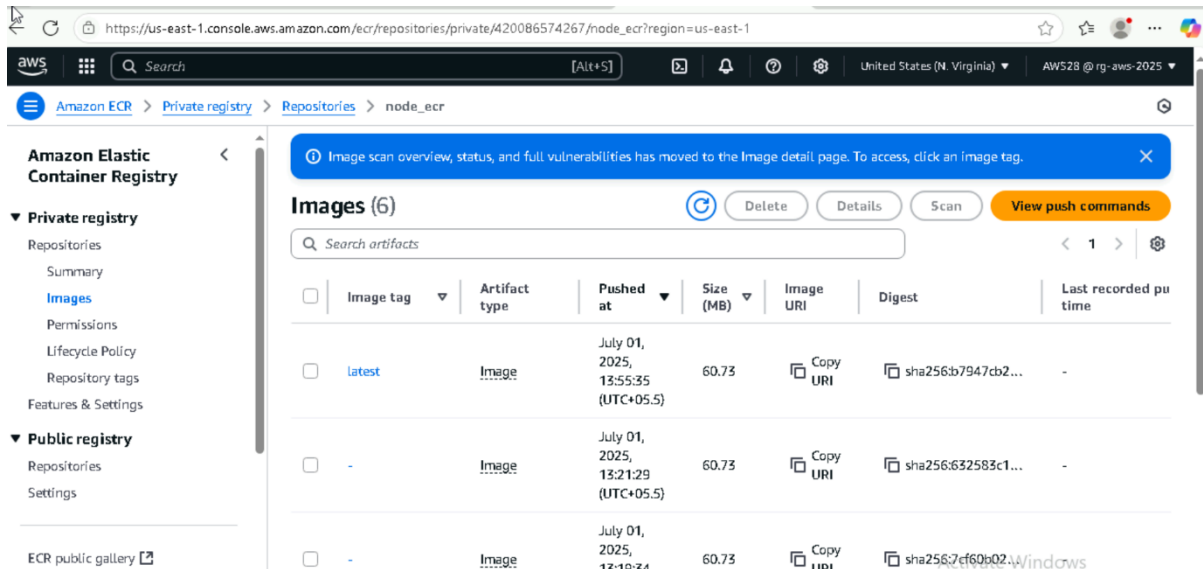 https://us-east-1.console.aws.amazon.com/ecr/repositories/private/420086574267/node_ecr?region=us-east-1
aws
Search
[Alt+S]
United States (N. Virginia)
AWS28 @ rg-aws-2025
Amazon ECR > Private registry > Repositories > node_ecr
Amazon Elastic
Container Registry
Private registry
Repositories
Summary
Images
Permissions
Lifecycle Policy
Repository tags
Features & Settings
Public registry
Repositories
Settings
ECR public gallery
Image scan overview, status, and full vulnerabilities has moved to the Image detail page. To access, click an image tag.
Images (6)
Delete
Details
Scan
View push commands
Search artifacts
1
Image tag
Artifact
type
Pushed
at
Size
(MB)
Image
URI
Digest
Last recorded pu
time
latest
Image
July 01,
2025,
13:55:35
(UTC+05.5)
60.73
Copy
URI
sha256:b7947cb2...
-
-
Image
July 01,
2025,
13:21:29
(UTC+05.5)
60.73
Copy
URI
sha256:632583c1...
-
-
Image
July 01,
2025,
13:19:34
60.73
Copy
URI
sha256:7cf60b02...
-
Activate Windows